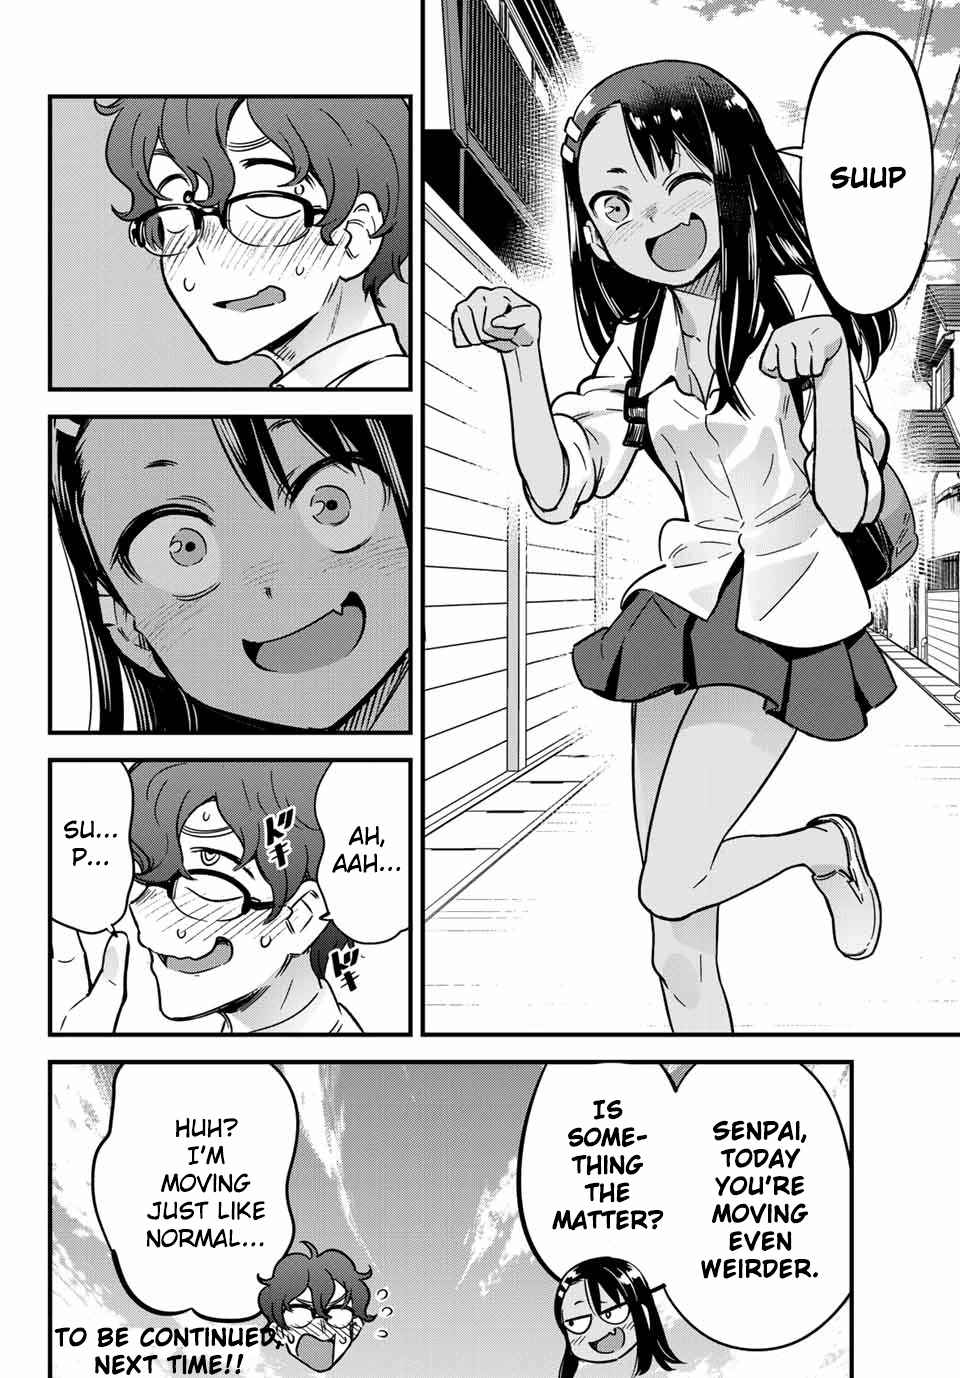 SUUP
AH,
AAH...
ドキ
ドキ
SU...
P...
SENPAI,
TODAY
YOU'RE
MOVING
EVEN
WEIRDER.
IS
SOME-
THING
THE
MATTER?
HUH?
I'M
MOVING
JUST LIKE
NORMAL...
TO BE CONTINUED,
NEXT TIME!!